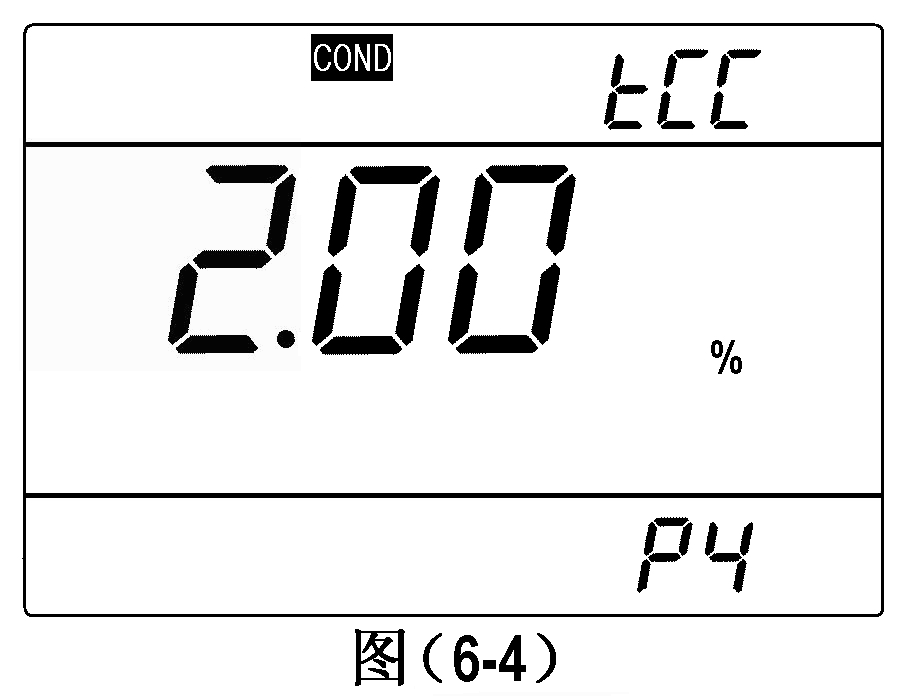 COND tCC
2.00 %
P4
图（6-4）